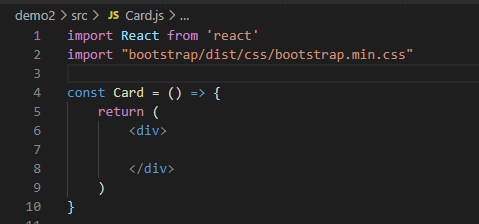 demo2 > src > JS Card.js > ...
1 import React from 'react'
2 import "bootstrap/dist/css/bootstrap.min.css"
3
4 const Card = () => {
5 return (
6 <div>
7
8 </div>
9 )
10 }
11